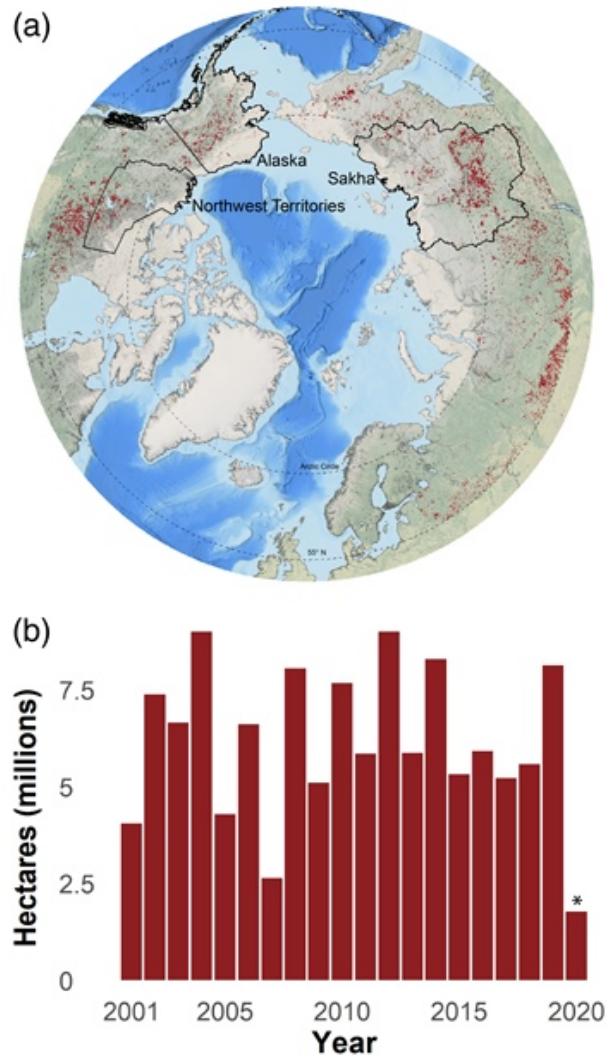 (a)
Alaska
Sakha
Northwest Territories
Arctic Circle
55° N
(b)
Hectares (millions)
7.5
5
2.5
0
*
2001 2005 2010 2015 2020
Year